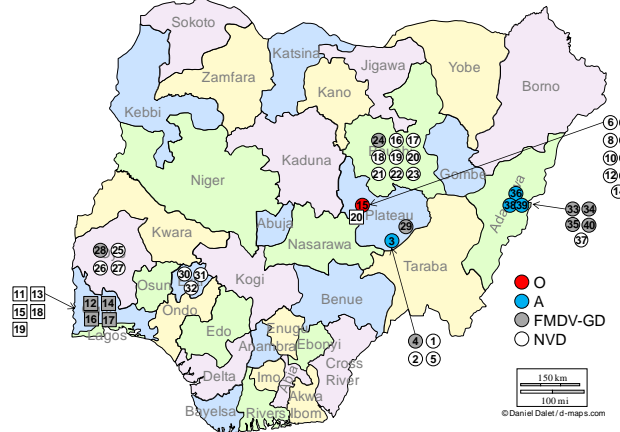 Sokoto
Katsina
Jigawa
Yobe
Borno
Zamfara
Kano
Kebbi
Kaduna
24 16 17
18 19 20
21 22 23
6
8
10
12
Gombe
Niger
36
38 39
Adamawa
33 34
35 40
37
15
20
Plateau
29
3
Abuja
Nasarawa
Kwara
Taraba
28 25
26 27
Osun
30 31
32
Kogi
Benue
11 13
15 18
19
12 14
16 17
Lagos
Ondo
Edo
Enugu
Anambra
Ebonyi
Cross
River
4 1
2 5
Delta
Imo
Abia
Akwa
Ibom
Bayelsa
Rivers
O
A
FMDV-GD
NVD
150 km
100 mi
©Daniel Dalet / d-maps.com